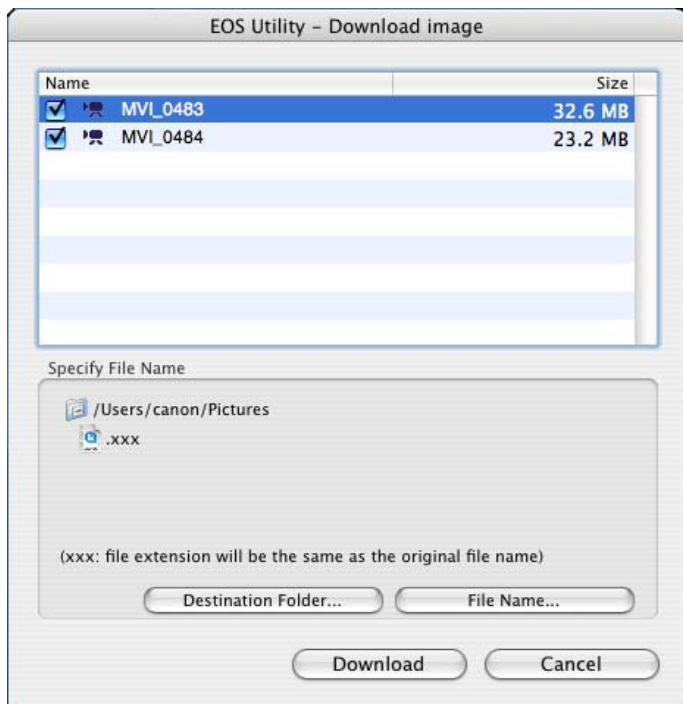 EOS Utility – Download image
Name Size
MVI_0483 32.6 MB
MVI_0484 23.2 MB
Specify File Name
/Users/canon/Pictures
.xxx
(xxx: file extension will be the same as the original file name)
Destination Folder... File Name...
Download Cancel